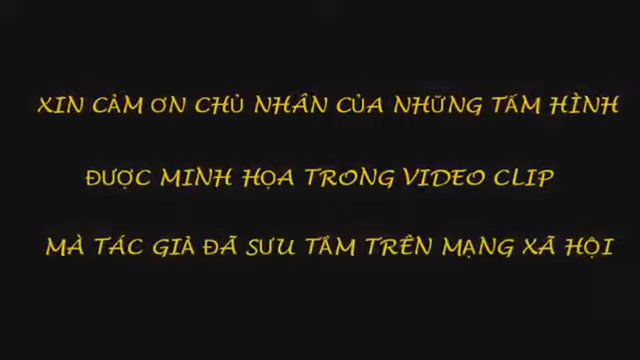 XIN CẢM ƠN CHỦ NHÂN CỦA NHỮNG TẤM HÌNH
ĐƯỢC MINH HỌA TRONG VIDEO CLIP
MÀ TÁC GIẢ ĐÃ SƯU TẦM TRÊN MẠNG XÃ HỘI